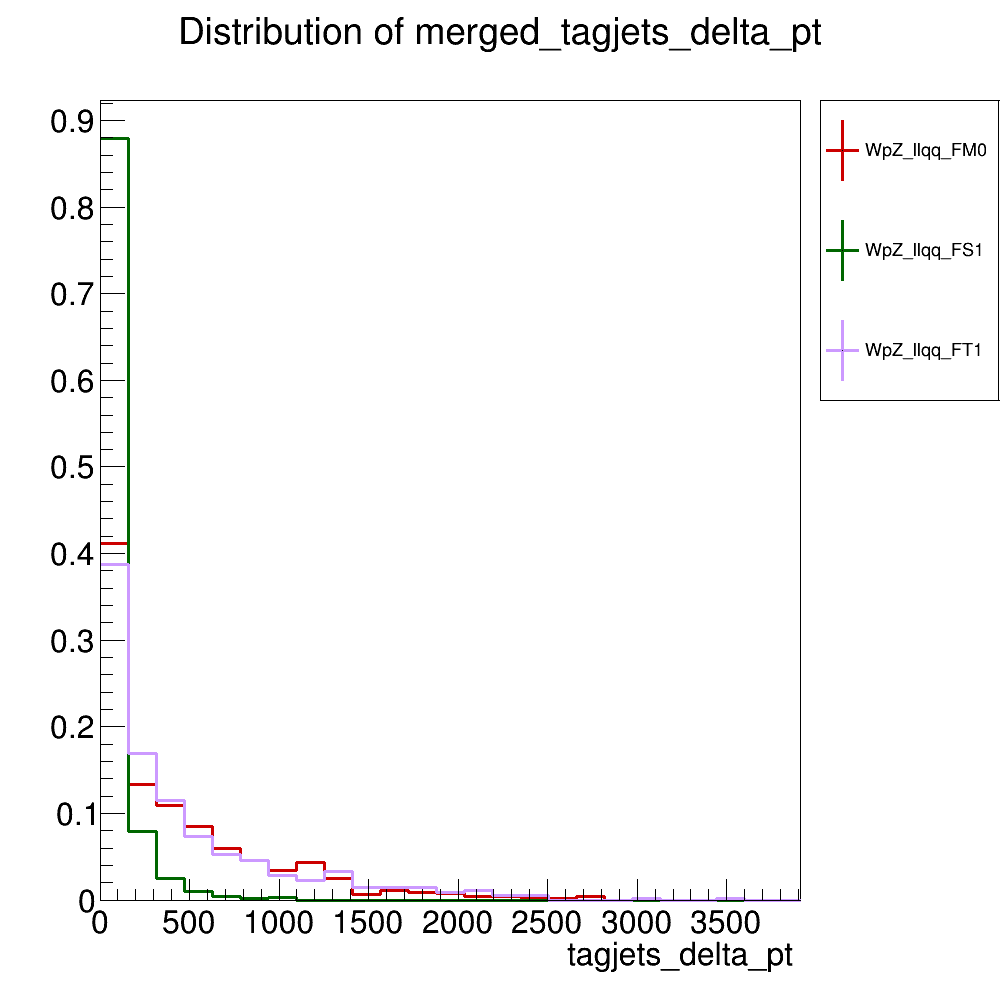 Distribution of merged_tagjets_delta_pt
0.9
0.8
0.7
0.6
0.5
0.4
0.3
0.2
0.1
0
0 500 1000 1500 2000 2500 3000 3500
tagjets_delta_pt
WpZ_llqq_FM0
WpZ_llqq_FS1
WpZ_llqq_FT1